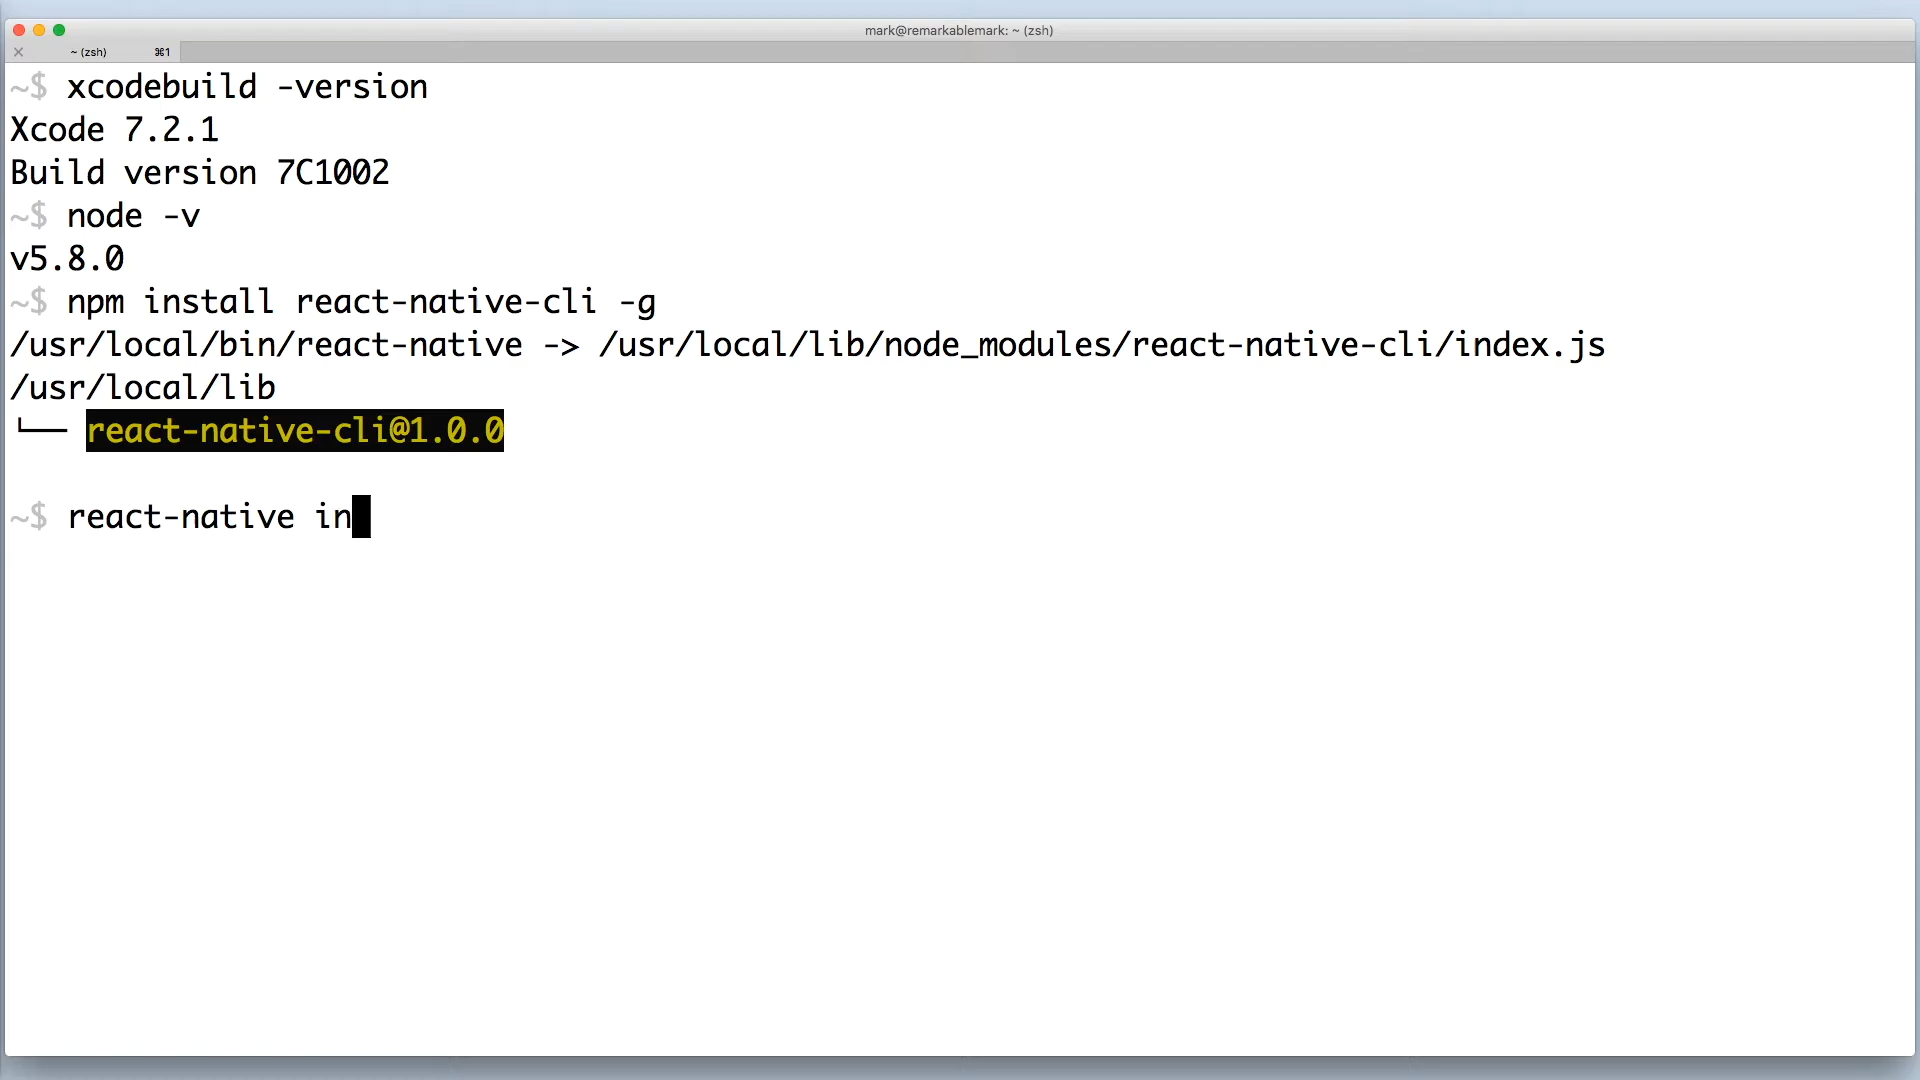 mark@remarkablemark: ~ (zsh)
~ (zsh) ⌘1
~$ xcodebuild -version
Xcode 7.2.1
Build version 7C1002
~$ node -v
v5.8.0
~$ npm install react-native-cli -g
/usr/local/bin/react-native -> /usr/local/lib/node_modules/react-native-cli/index.js
/usr/local/lib
└── react-native-cli@1.0.0
~$ react-native in